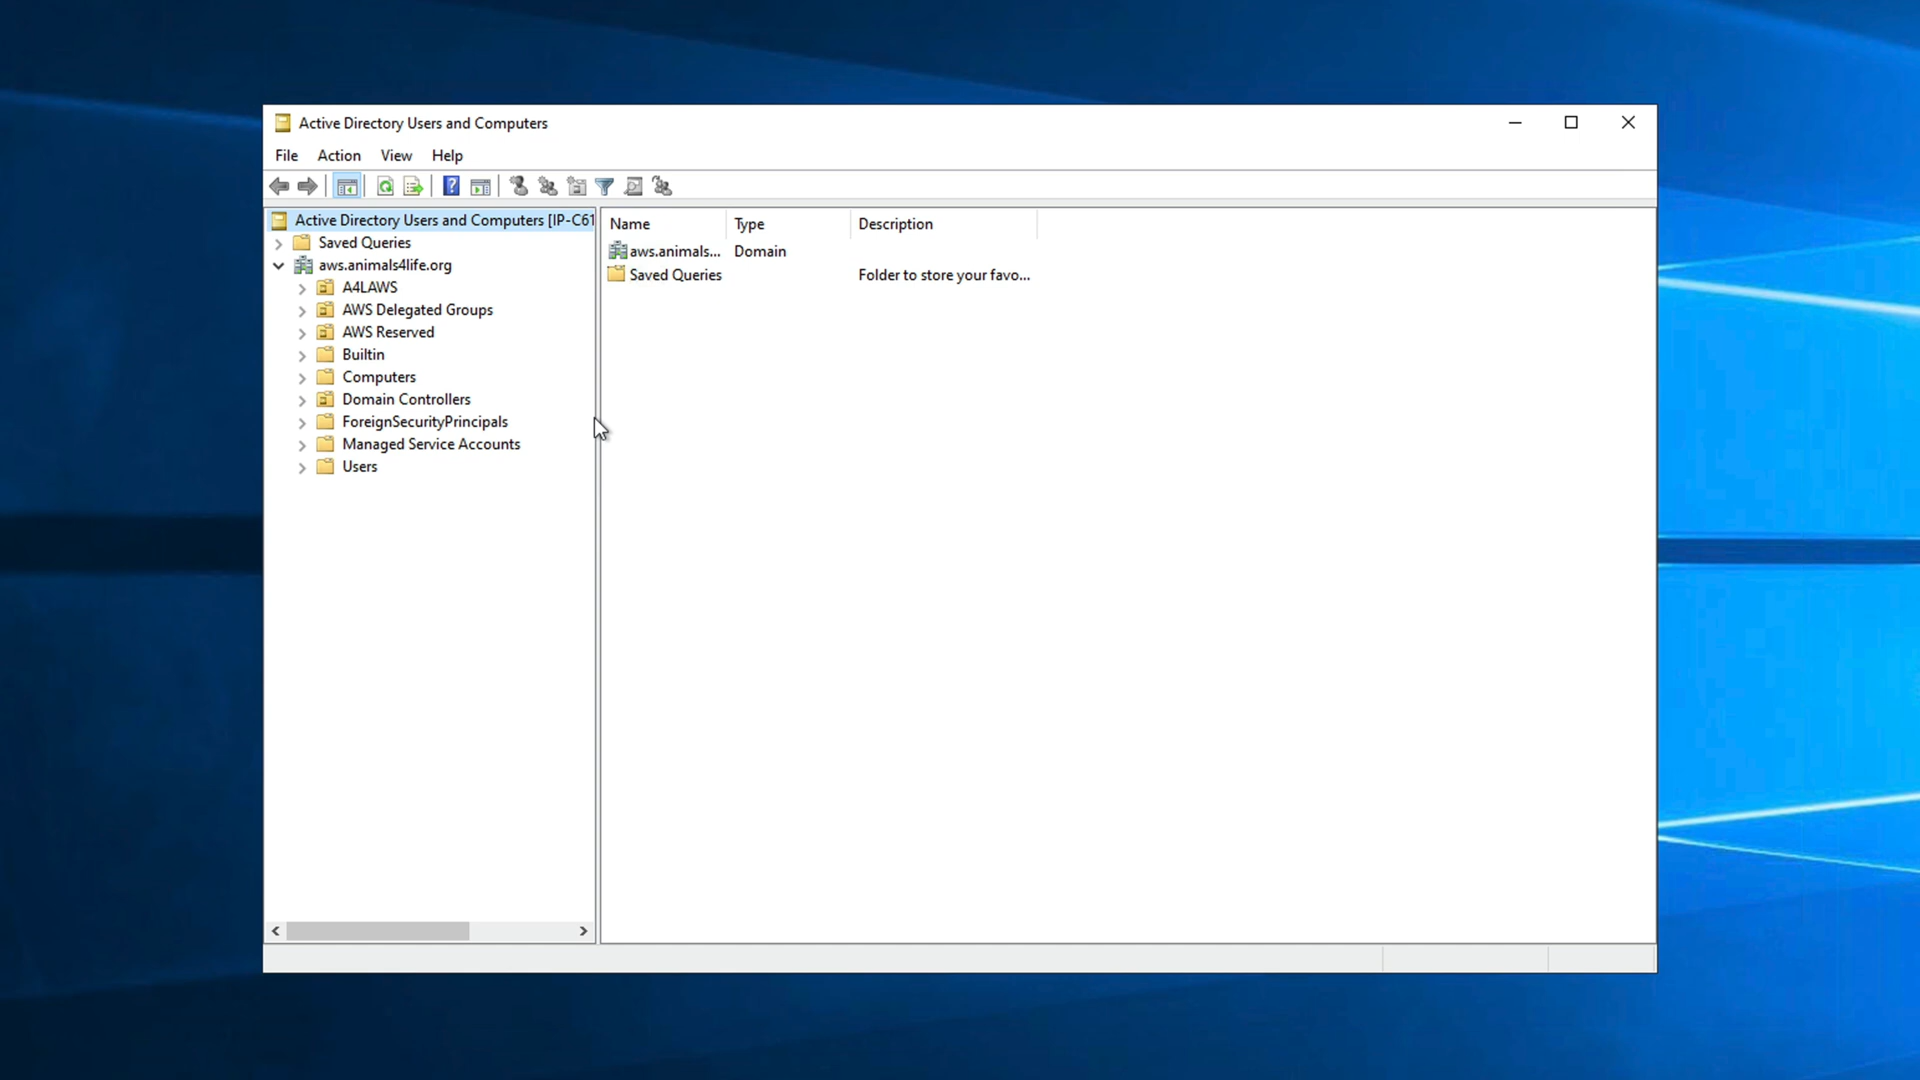 Active Directory Users and Computers
File Action View Help
Active Directory Users and Computers [IP-C61
Saved Queries
aws.animals4life.org
A4LAWS
AWS Delegated Groups
AWS Reserved
Builtin
Computers
Domain Controllers
ForeignSecurityPrincipals
Managed Service Accounts
Users
Name Type Description
aws.animals... Domain
Saved Queries Folder to store your favo...